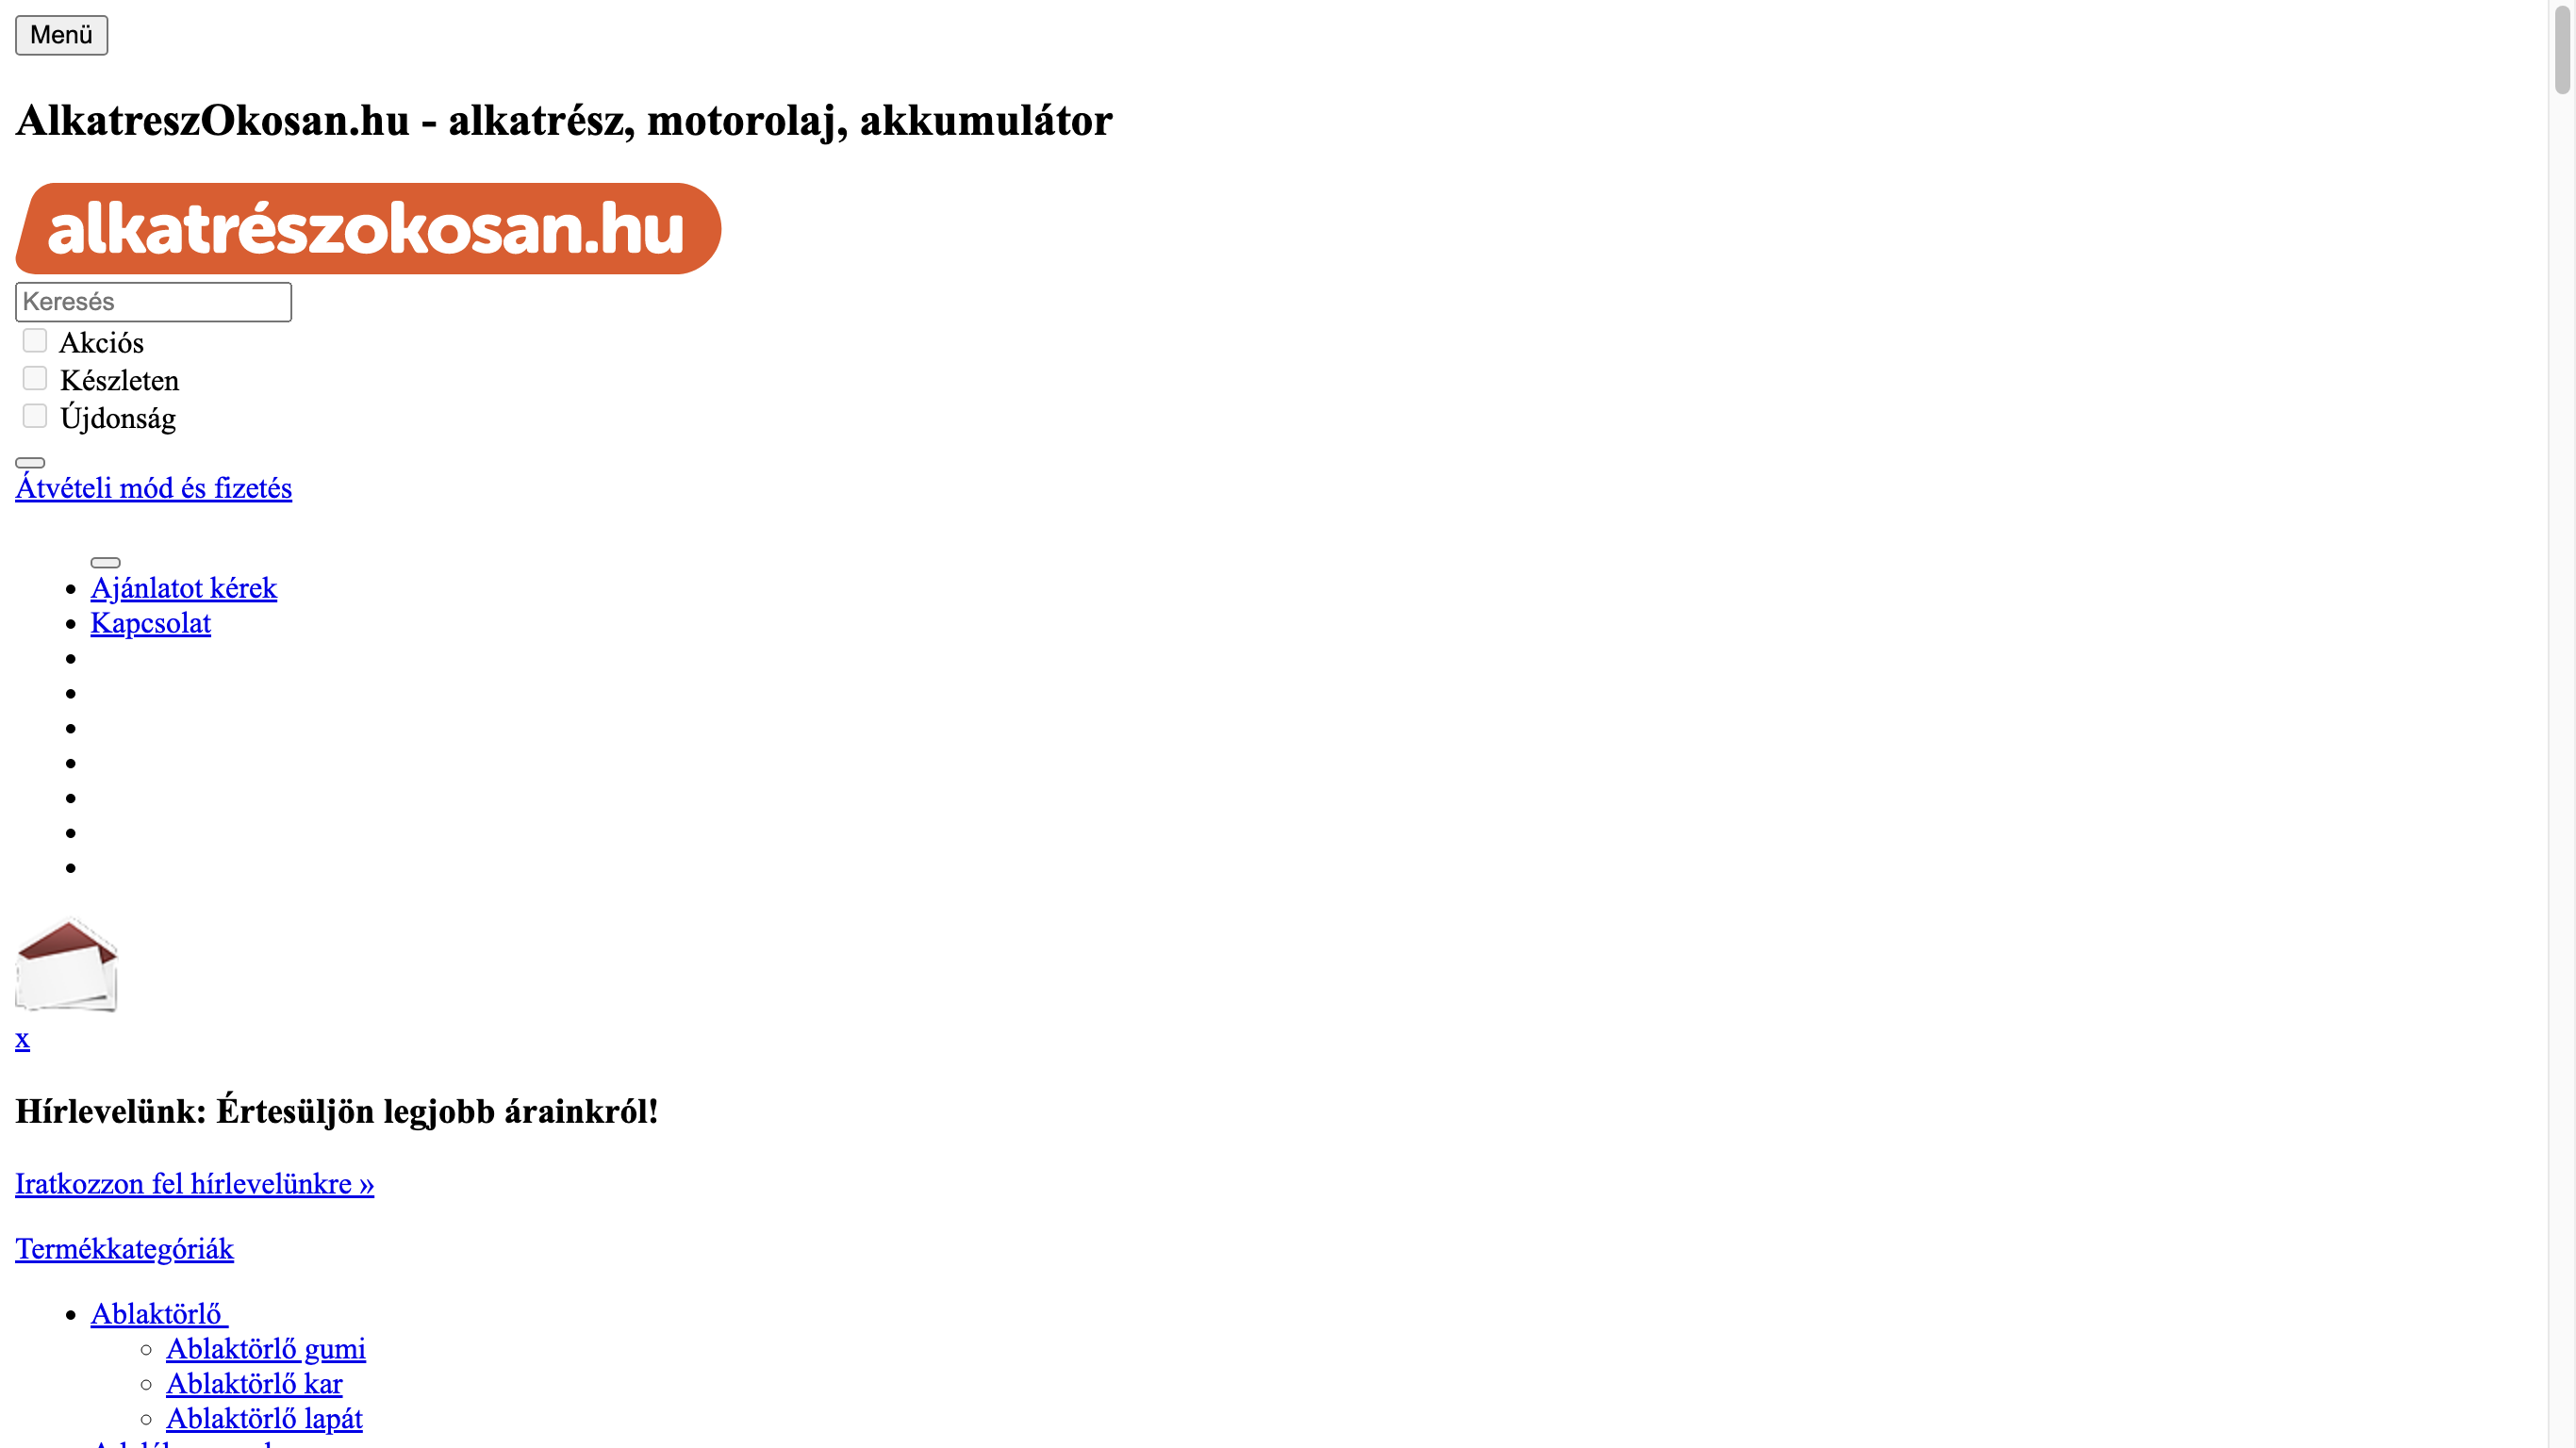 Menü
AlkatreszOkosan.hu - alkatrész, motorolaj, akkumulátor
alkatrészokosan.hu
Keresés
Akciós
Készleten
Újdonság
Átvételi mód és fizetés
Ajánlatot kérek
Kapcsolat
x
Hírlevelünk: Értesüljön legjobb árainkról!
Iratkozzon fel hírlevelünkre »
Termékkategóriák
Ablaktörlő
Ablaktörlő gumi
Ablaktörlő kar
Ablaktörlő lapát